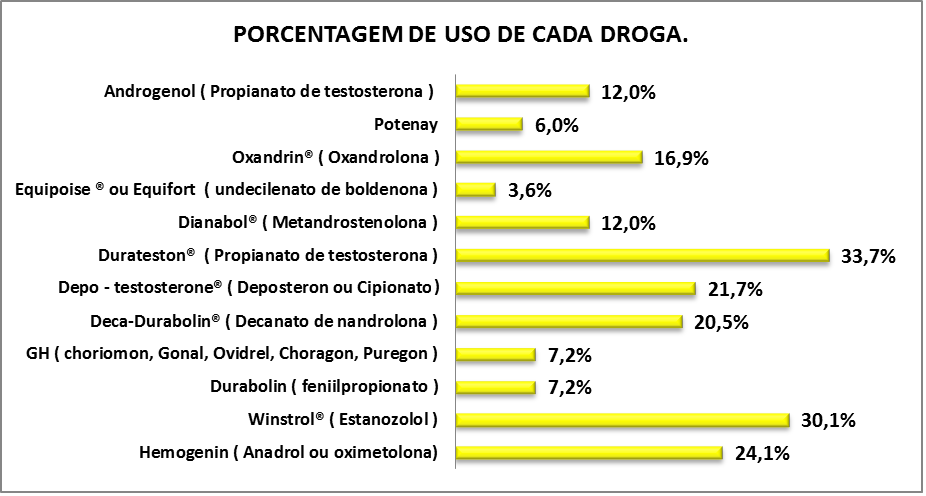 PORCENTAGEM DE USO DE CADA DROGA.
Androgenol ( Propianato de testosterona ) 12,0%
Potenay 6,0%
Oxandrin® ( Oxandrolona ) 16,9%
Equipoise ® ou Equifort ( undecilenato de boldenona ) 3,6%
Dianabol® ( Metandrostenolona ) 12,0%
Durateston® ( Propianato de testosterona ) 33,7%
Depo - testosterone® ( Deposteron ou Cipionato) 21,7%
Deca-Durabolin® ( Decanato de nandrolona ) 20,5%
GH ( choriomon, Gonal, Ovidrel, Choragon, Puregon ) 7,2%
Durabolin ( feniilpropionato ) 7,2%
Winstrol® ( Estanozolol ) 30,1%
Hemogenin ( Anadrol ou oximetolona) 24,1%